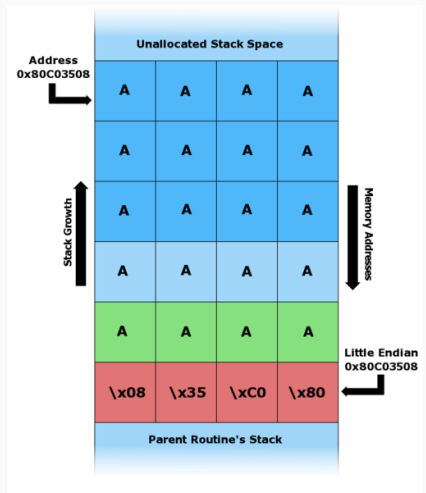 Unallocated Stack Space
Address
0x80C03508
A A A A
A A A A
Stack Growth
Memory Addresses
A A A A
A A A A
A A A A
Little Endian
0x80C03508
\x08 \x35 \xC0 \x80
Parent Routine's Stack